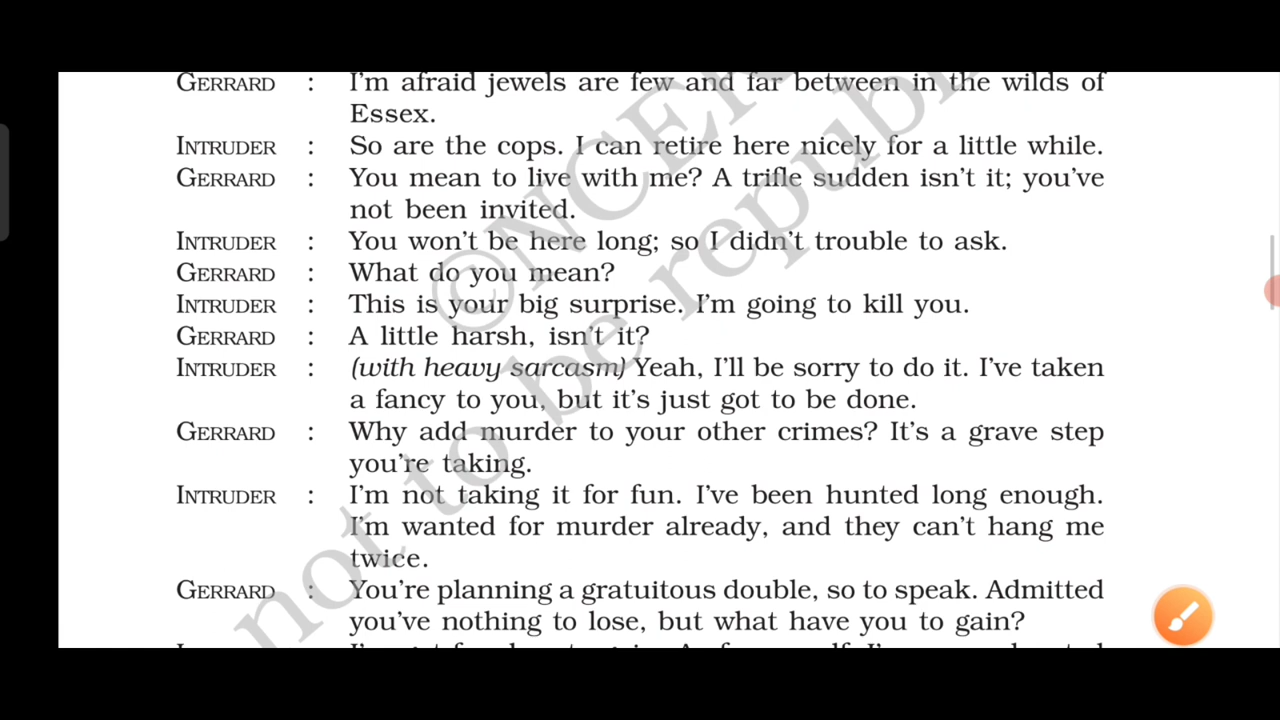 GERRARD : I'm afraid jewels are few and far between in the wilds of
Essex.
INTRUDER : So are the cops. I can retire here nicely for a little while.
GERRARD : You mean to live with me? A trifle sudden isn't it; you've
not been invited.
INTRUDER : You won't be here long; so I didn't trouble to ask.
GERRARD : What do you mean?
INTRUDER : This is your big surprise. I'm going to kill you.
GERRARD : A little harsh, isn't it?
INTRUDER : (with heavy sarcasm) Yeah, I'll be sorry to do it. I've taken
a fancy to you, but it's just got to be done.
GERRARD : Why add murder to your other crimes? It's a grave step
you're taking.
INTRUDER : I'm not taking it for fun. I've been hunted long enough.
I'm wanted for murder already, and they can't hang me
twice.
GERRARD : You're planning a gratuitous double, so to speak. Admitted
you've nothing to lose, but what have you to gain?
©NCER
not to be republi